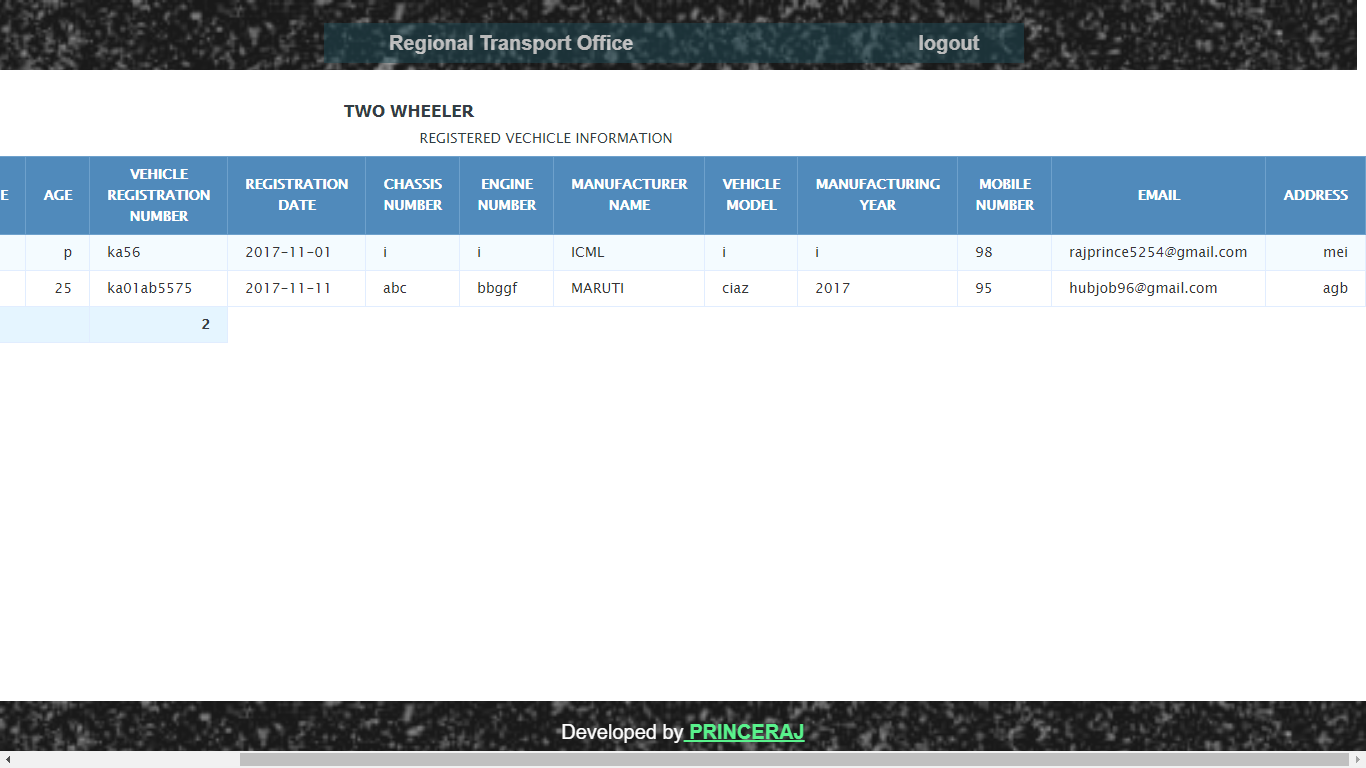 Regional Transport Office logout
TWO WHEELER
REGISTERED VECHICLE INFORMATION
E AGE VEHICLE REGISTRATION NUMBER REGISTRATION DATE CHASSIS NUMBER ENGINE NUMBER MANUFACTURER NAME VEHICLE MODEL MANUFACTURING YEAR MOBILE NUMBER EMAIL ADDRESS
p ka56 2017-11-01 i i ICML i i 98 rajprince5254@gmail.com mei
25 ka01ab5575 2017-11-11 abc bbggf MARUTI ciaz 2017 95 hubjob96@gmail.com agb
2
Developed by PRINCERAJ